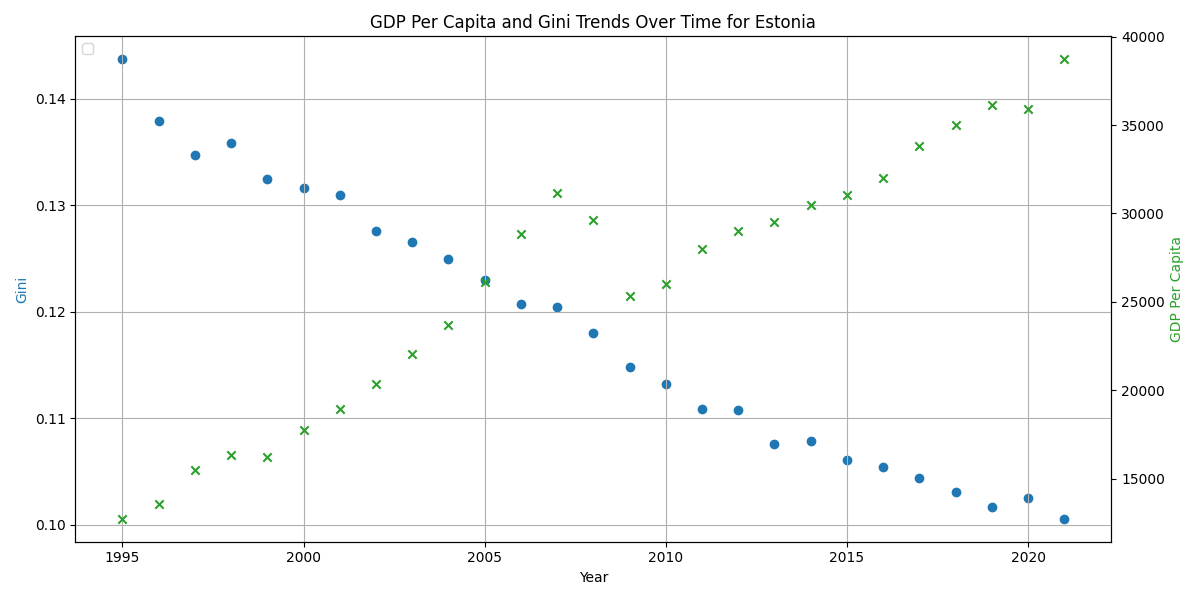 GDP Per Capita and Gini Trends Over Time for Estonia
0.14
0.13
0.12
0.11
0.10
Gini
40000
35000
30000
25000
20000
15000
GDP Per Capita
1995 2000 2005 2010 2015 2020
Year